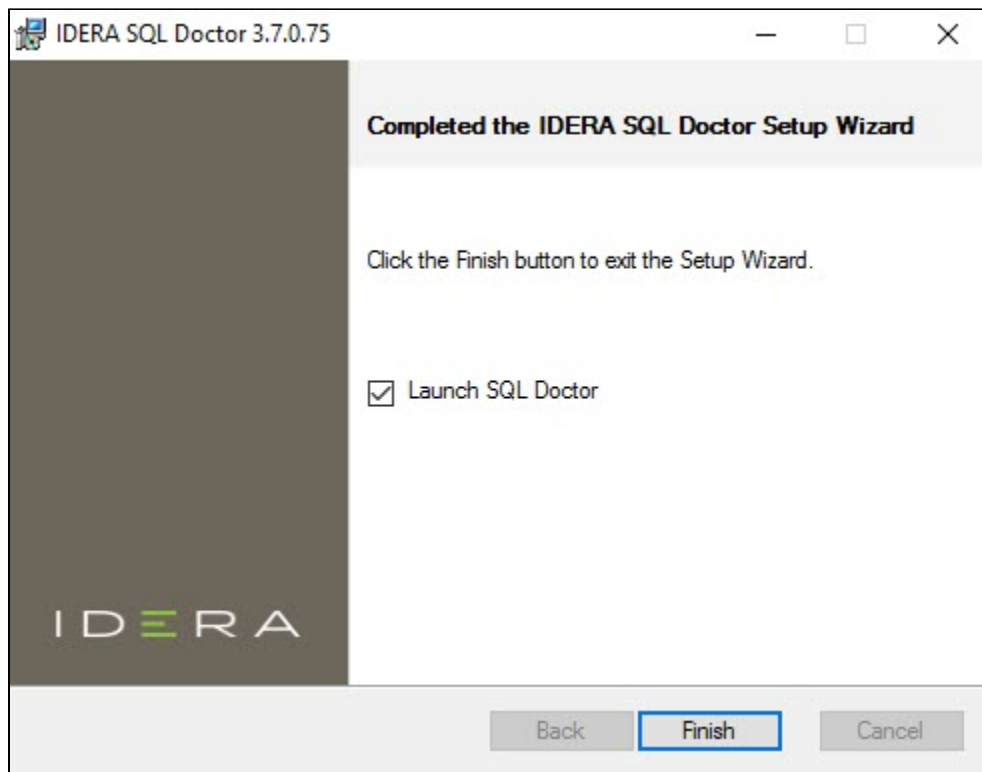 IDERA SQL Doctor 3.7.0.75
Completed the IDERA SQL Doctor Setup Wizard
Click the Finish button to exit the Setup Wizard.
Launch SQL Doctor
IDERA
Back Finish Cancel